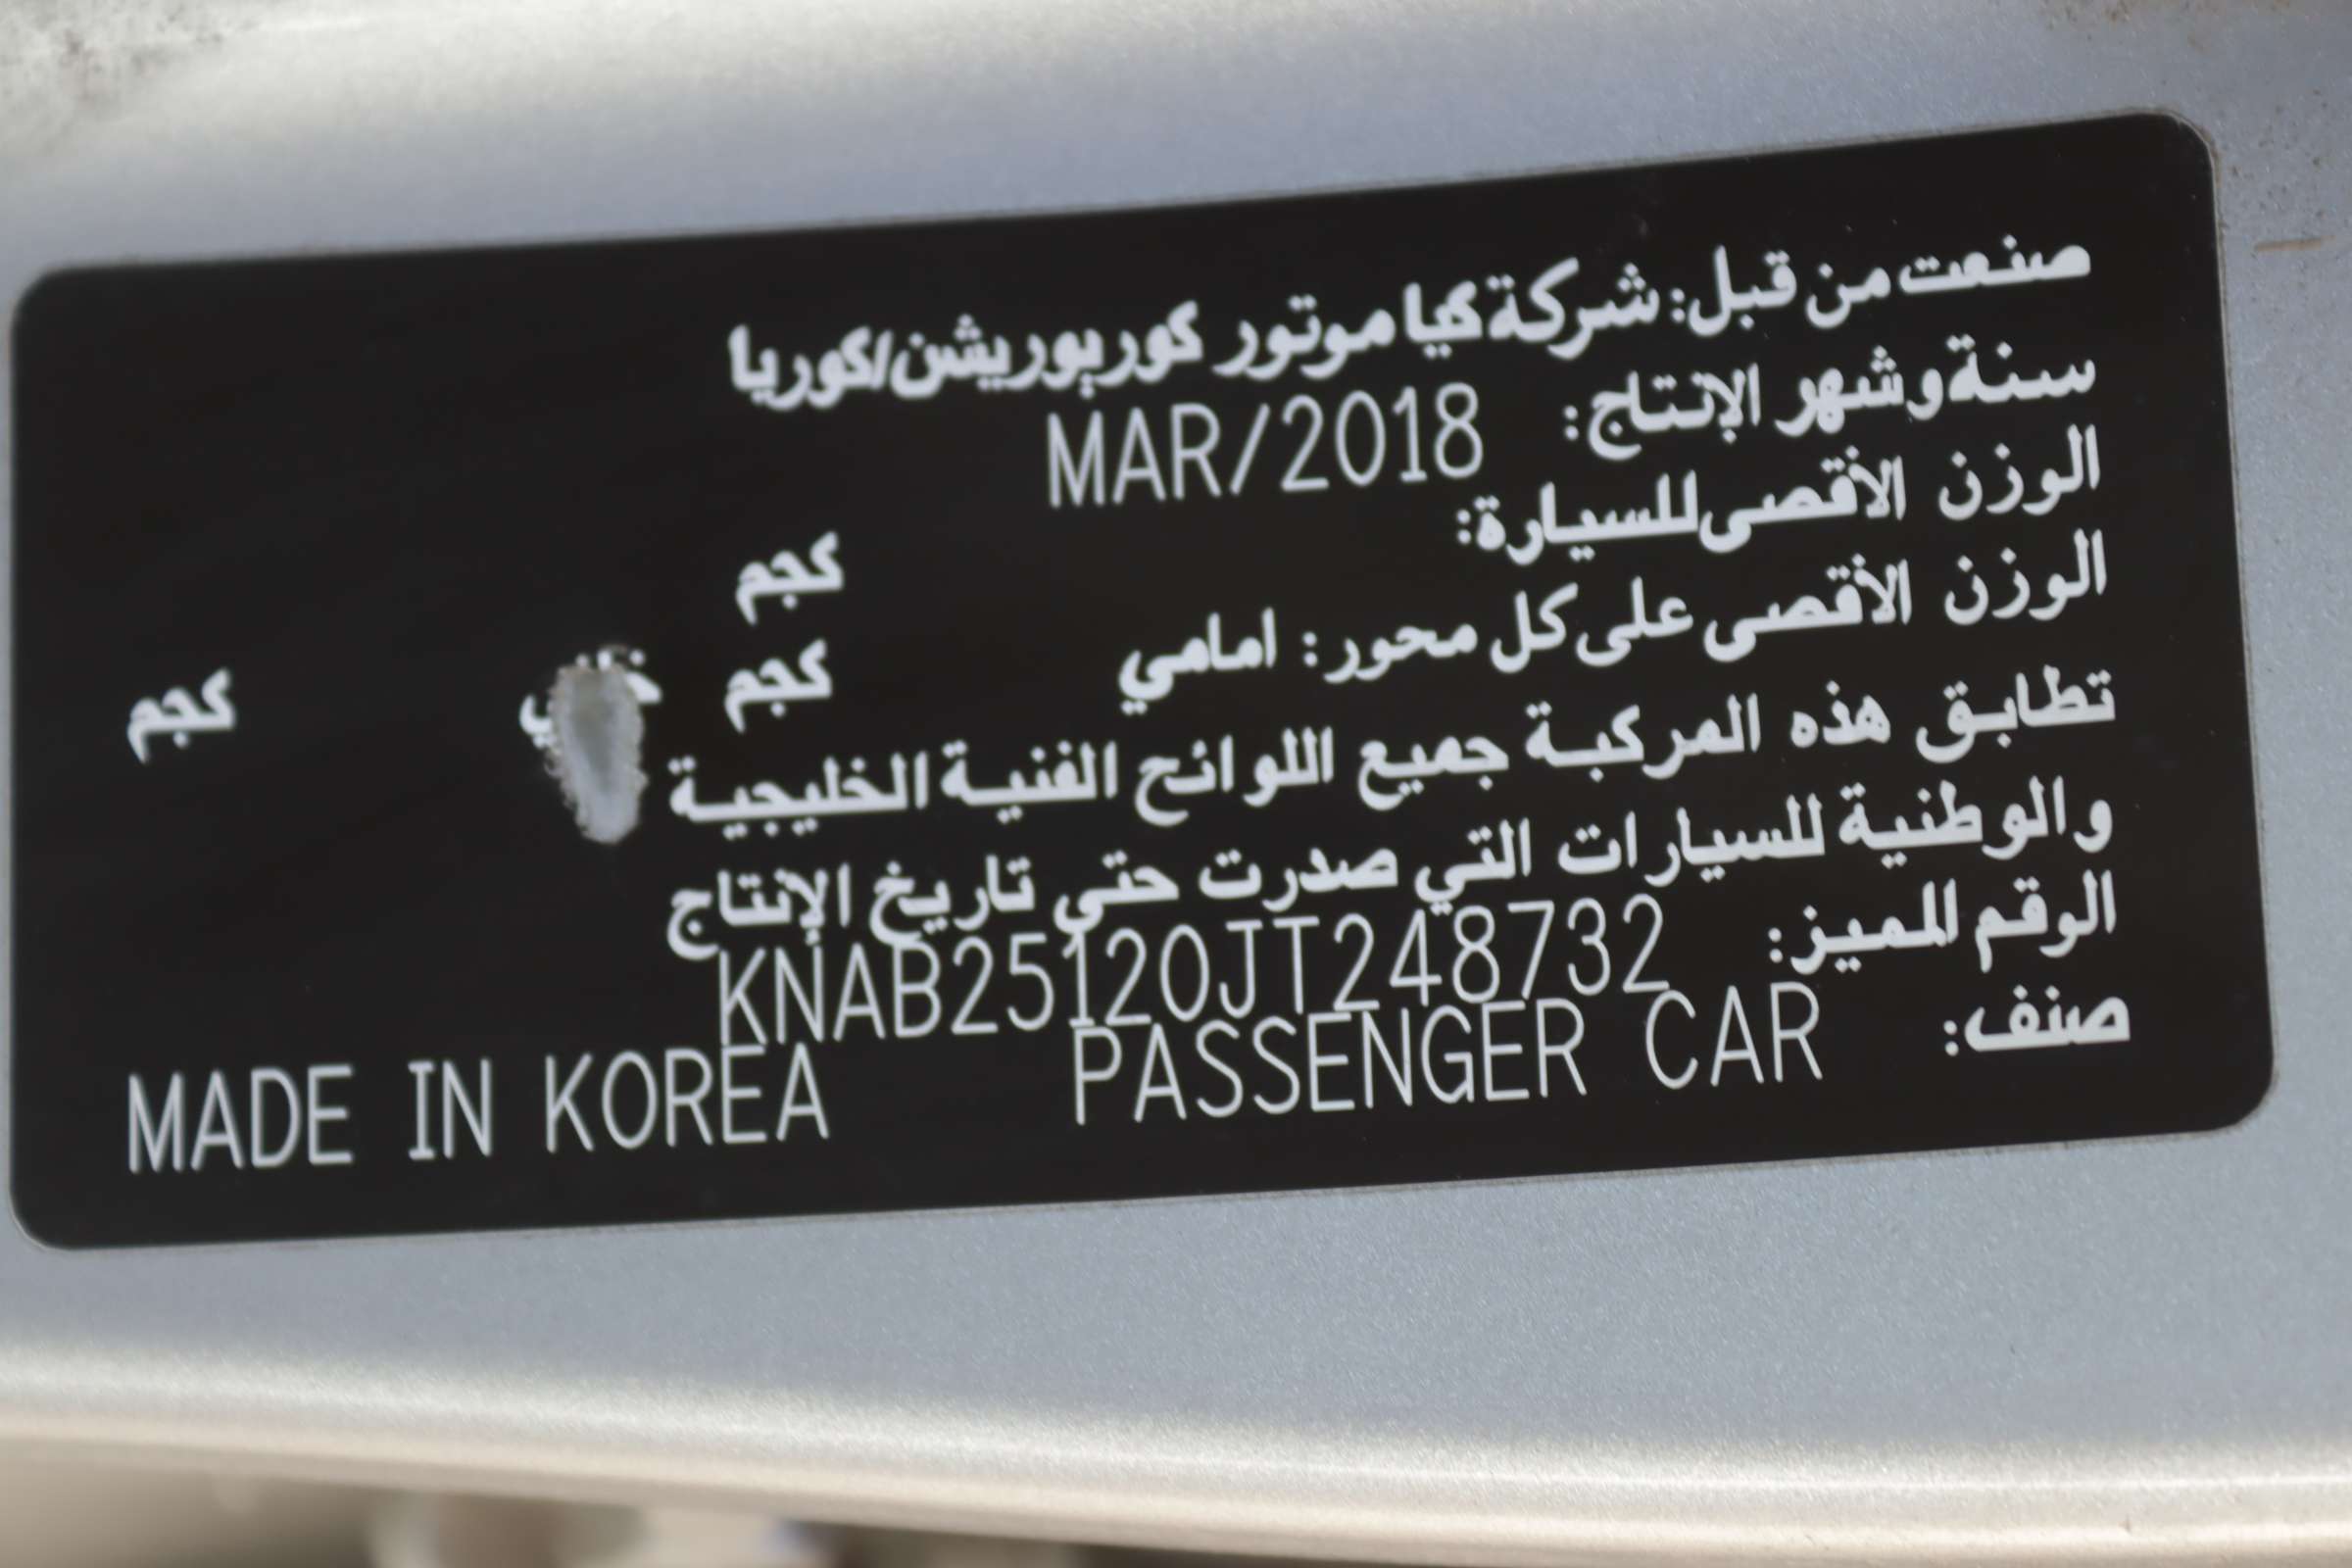 صنعت من قبل: شركة كيا موتور كوربوريشن/كوريا
سنة وشهر الإنتاج: MAR/2018
الوزن الأقصى للسيارة: كجم
الوزن الأقصى على كل محور: امامي كجم كجم
تطابق هذه المركبة جميع اللوائح الفنية الخليجية
والوطنية للسيارات التي صدرت حتى تاريخ الإنتاج
الوقم المميز: KNAB25120JT248732
صنف: PASSENGER CAR MADE IN KOREA